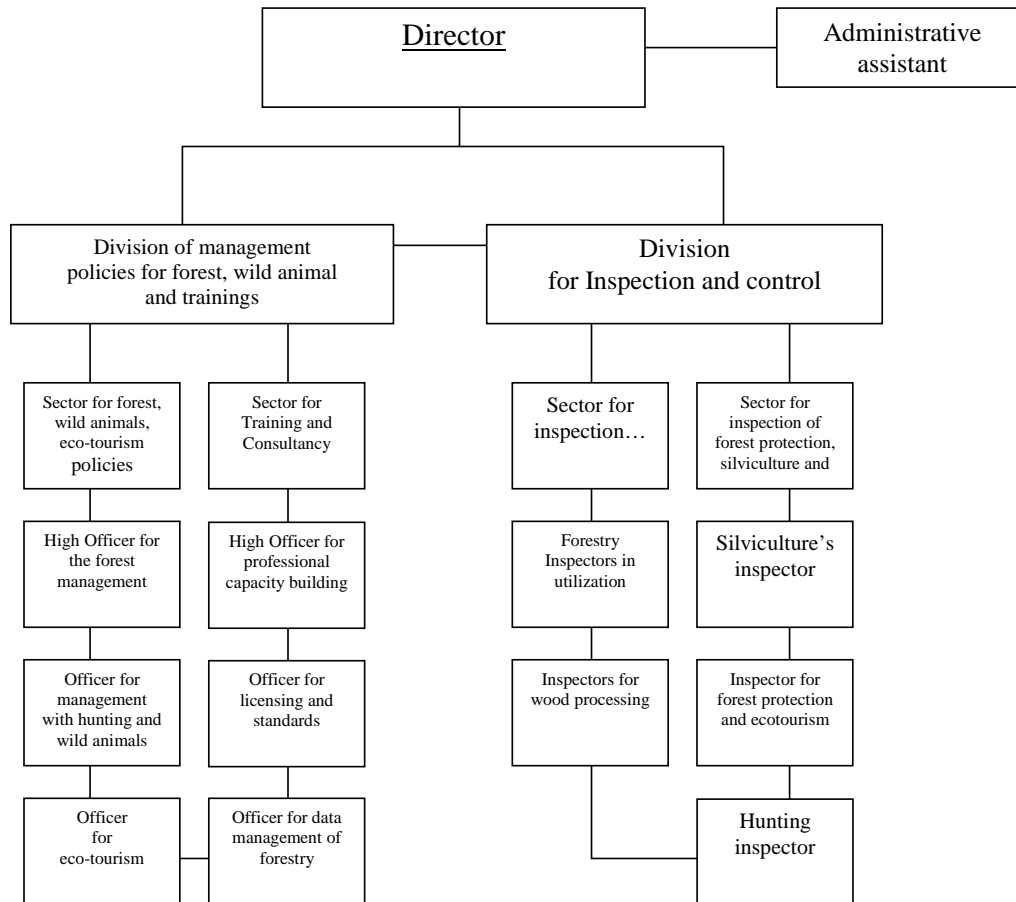 Director
Administrative
assistant
Division of management
policies for forest, wild animal
and trainings
Division
for Inspection and control
Sector for forest,
wild animals,
eco-tourism
policies
Sector for
Training and
Consultancy
Sector for
inspection…
Sector for
inspection of
forest protection,
silviculture and
High Officer for
the forest
management
High Officer for
professional
capacity building
Forestry
Inspectors in
utilization
Silviculture’s
inspector
Officer for
management
with hunting and
wild animals
Officer for
licensing and
standards
Inspectors for
wood processing
Inspector for
forest protection
and ecotourism
Officer
for
eco-tourism
Officer for data
management of
forestry
Hunting
inspector